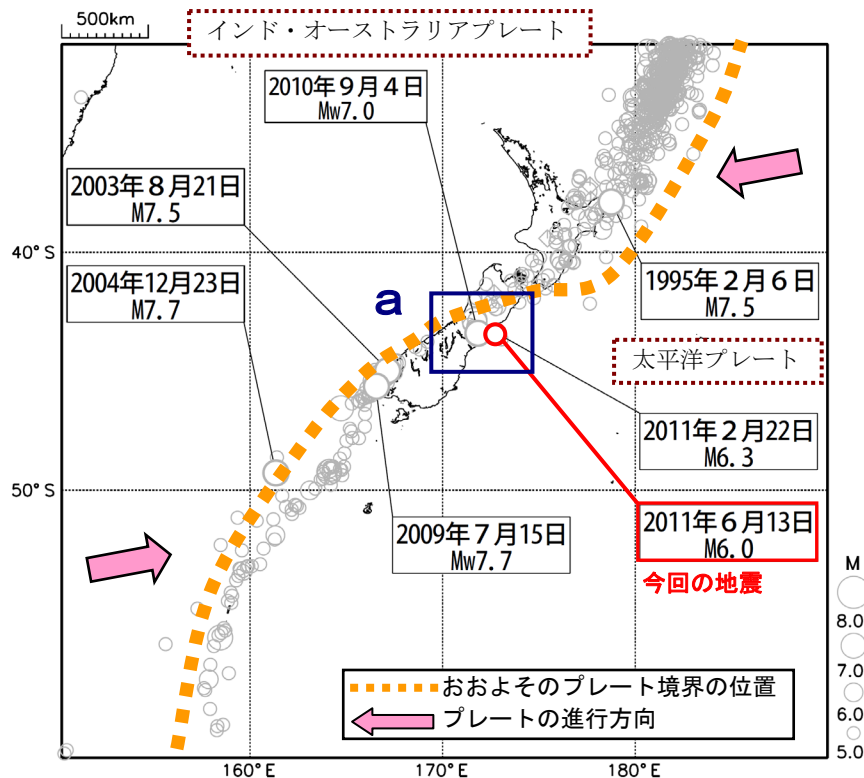 500km
インド・オーストラリアプレート
2010年9月4日
Mw7.0
2003年8月21日
M7.5
40°S
2004年12月23日
M7.7
a
1995年2月6日
M7.5
太平洋プレート
2011年2月22日
M6.3
50°S
2009年7月15日
Mw7.7
2011年6月13日
M6.0
今回の地震
M
8.0
7.0
6.0
5.0
おおよそのプレート境界の位置
プレートの進行方向
160°E
170°E
180°E